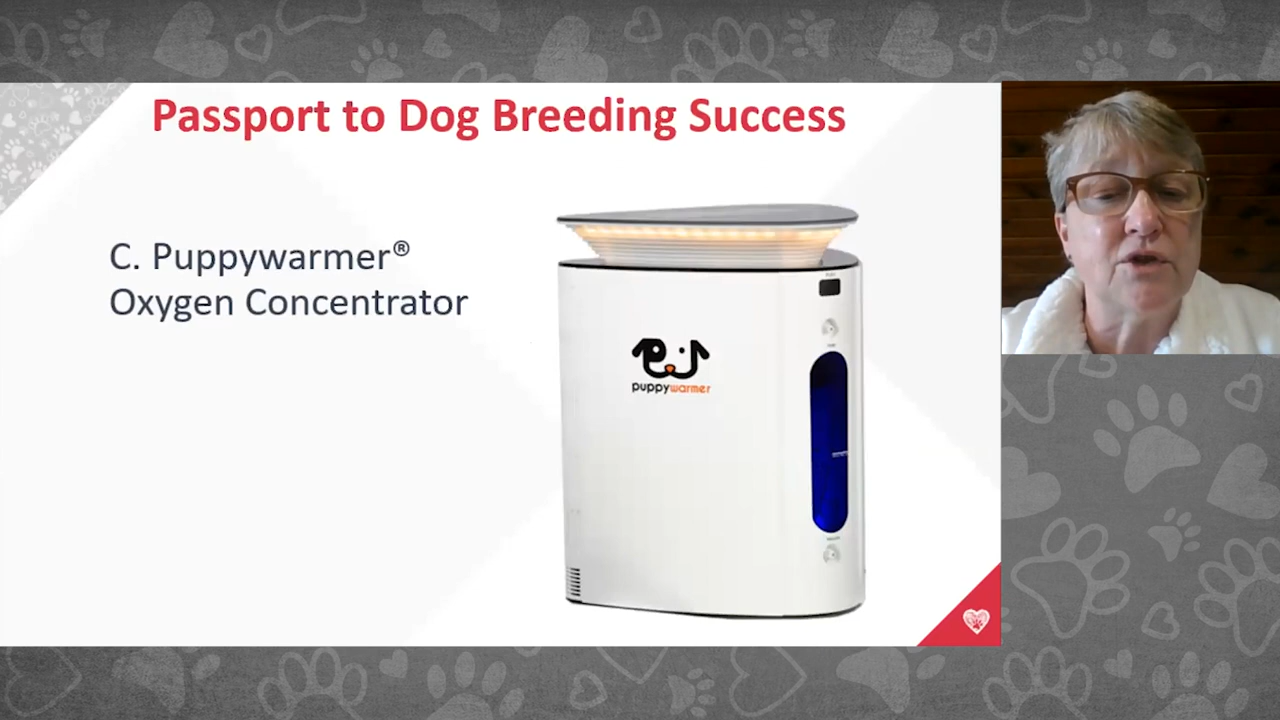 Passport to Dog Breeding Success
C. Puppywarmer®
Oxygen Concentrator
puppywarmer